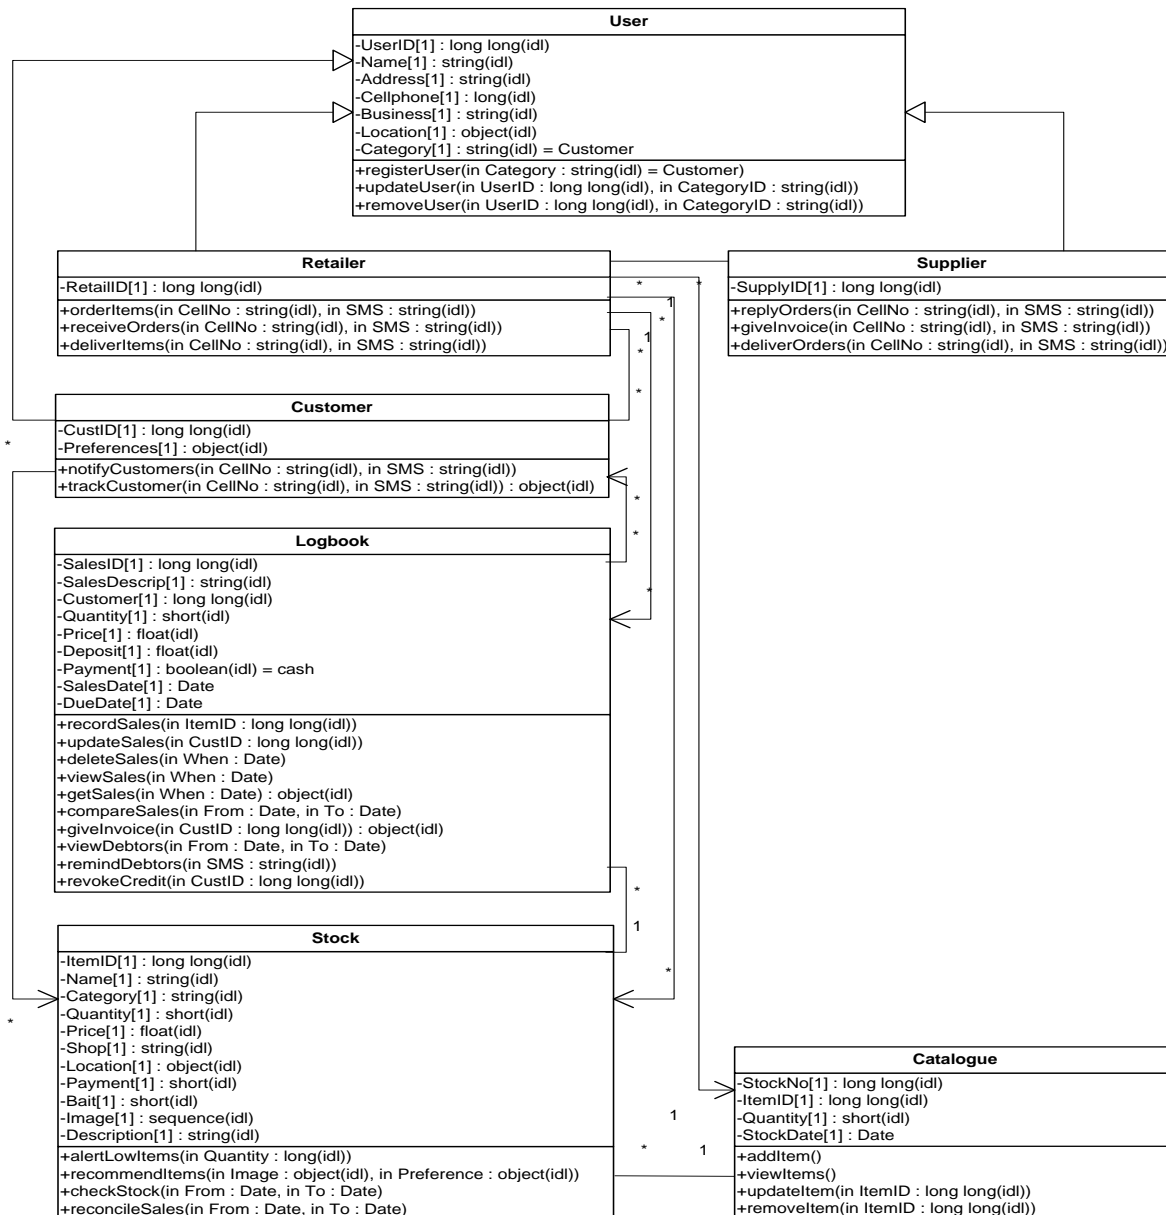 User
-UserID[1] : long long(idl)
-Name[1] : string(idl)
-Address[1] : string(idl)
-Cellphone[1] : long(idl)
-Business[1] : string(idl)
-Location[1] : object(idl)
-Category[1] : string(idl) = Customer
+registerUser(in Category : string(idl) = Customer)
+updateUser(in UserID : long long(idl), in CategoryID : string(idl))
+removeUser(in UserID : long long(idl), in CategoryID : string(idl))
Retailer
-RetailID[1] : long long(idl)
+orderItems(in CellNo : string(idl), in SMS : string(idl))
+receiveOrders(in CellNo : string(idl), in SMS : string(idl))
+deliverItems(in CellNo : string(idl), in SMS : string(idl))
*
*
1
*
1
*
*
Supplier
-SupplyID[1] : long long(idl)
+replyOrders(in CellNo : string(idl), in SMS : string(idl))
+giveInvoice(in CellNo : string(idl), in SMS : string(idl))
+deliverOrders(in CellNo : string(idl), in SMS : string(idl))
Customer
-CustID[1] : long long(idl)
-Preferences[1] : object(idl)
+notifyCustomers(in CellNo : string(idl), in SMS : string(idl))
+trackCustomer(in CellNo : string(idl), in SMS : string(idl)) : object(idl)
*
*
*
Logbook
-SalesID[1] : long long(idl)
-SalesDescrip[1] : string(idl)
-Customer[1] : long long(idl)
-Quantity[1] : short(idl)
-Price[1] : float(idl)
-Deposit[1] : float(idl)
-Payment[1] : boolean(idl) = cash
-SalesDate[1] : Date
-DueDate[1] : Date
+recordSales(in ItemID : long long(idl))
+updateSales(in CustID : long long(idl))
+deleteSales(in When : Date)
+viewSales(in When : Date)
+getSales(in When : Date) : object(idl)
+compareSales(in From : Date, in To : Date)
+giveInvoice(in CustID : long long(idl)) : object(idl)
+viewDebtors(in From : Date, in To : Date)
+remindDebtors(in SMS : string(idl))
+revokeCredit(in CustID : long long(idl))
*
*
1
*
Stock
-ItemID[1] : long long(idl)
-Name[1] : string(idl)
-Category[1] : string(idl)
-Quantity[1] : short(idl)
-Price[1] : float(idl)
-Shop[1] : string(idl)
-Location[1] : object(idl)
-Payment[1] : short(idl)
-Bait[1] : short(idl)
-Image[1] : sequence(idl)
-Description[1] : string(idl)
+alertLowItems(in Quantity : long(idl))
+recommendItems(in Image : object(idl), in Preference : object(idl))
+checkStock(in From : Date, in To : Date)
+reconcileSales(in From : Date, in To : Date)
*
1
*
1
Catalogue
-StockNo[1] : long long(idl)
-ItemID[1] : long long(idl)
-Quantity[1] : short(idl)
-StockDate[1] : Date
+addItem()
+viewItems()
+updateItem(in ItemID : long long(idl))
+removeItem(in ItemID : long long(idl))